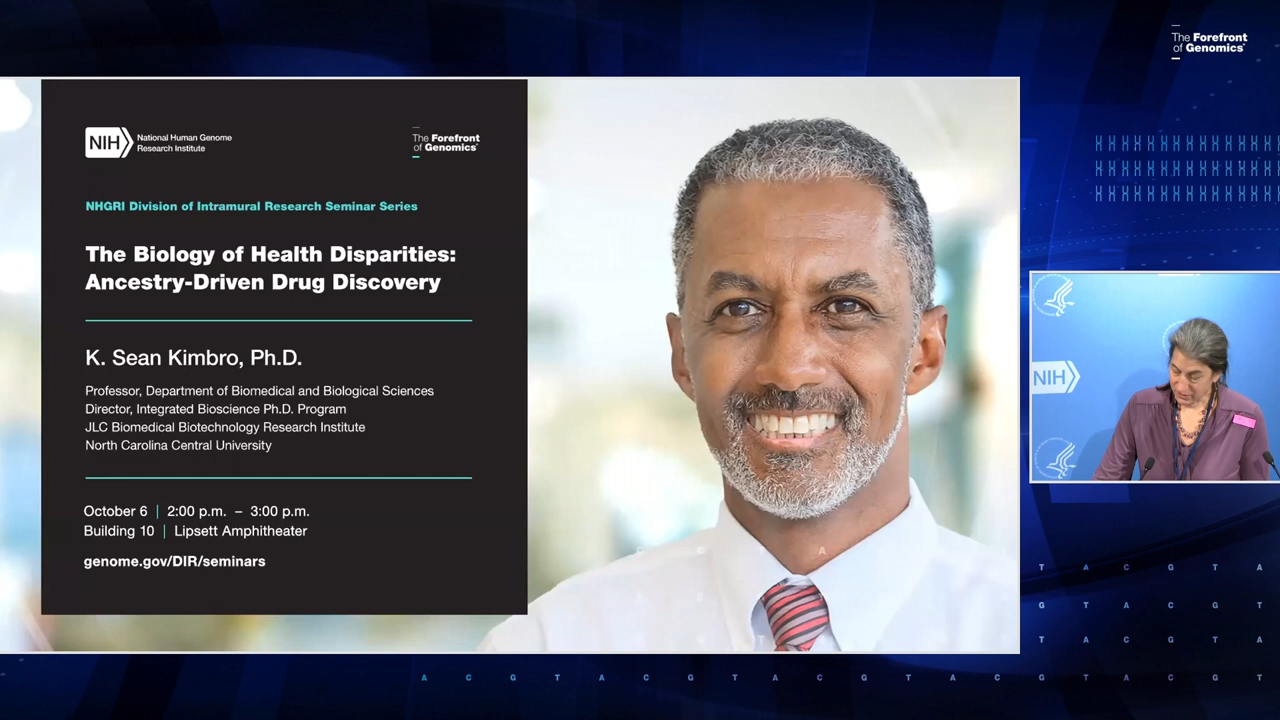 The Forefront
of Genomics®
NIH
National Human Genome
Research Institute
The Forefront
of Genomics®
NHGRI Division of Intramural Research Seminar Series
The Biology of Health Disparities:
Ancestry-Driven Drug Discovery
K. Sean Kimbro, Ph.D.
Professor, Department of Biomedical and Biological Sciences
Director, Integrated Bioscience Ph.D. Program
JLC Biomedical Biotechnology Research Institute
North Carolina Central University
October 6 | 2:00 p.m. – 3:00 p.m.
Building 10 | Lipsett Amphitheater
genome.gov/DIR/seminars
NIH
T A C G T A
G T A C G T
T A C G T A
A C G T A C G T A C G T A C G T A C G T